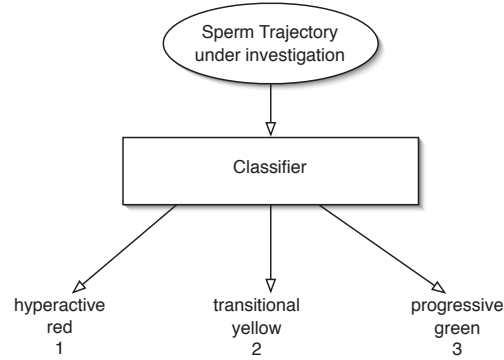 Sperm Trajectory
under investigation
Classifier
hyperactive
red
1
transitional
yellow
2
progressive
green
3